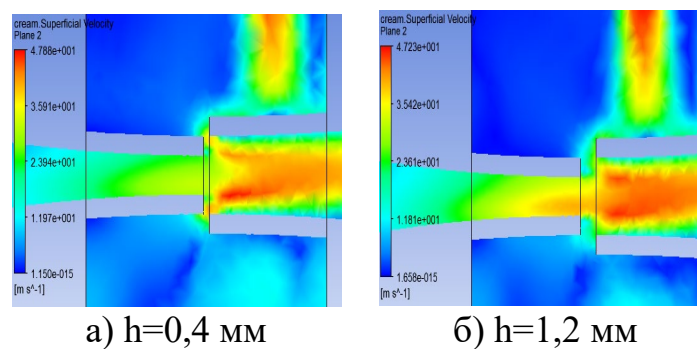 cream.Superficial Velocity
Plane 2
4.788e+001
3.591e+001
2.394e+001
1.197e+001
1.150e-015
[m s^-1]
cream.Superficial Velocity
Plane 2
4.723e+001
3.542e+001
2.361e+001
1.181e+001
1.658e-015
[m s^-1]
а) h=0,4 мм
б) h=1,2 мм